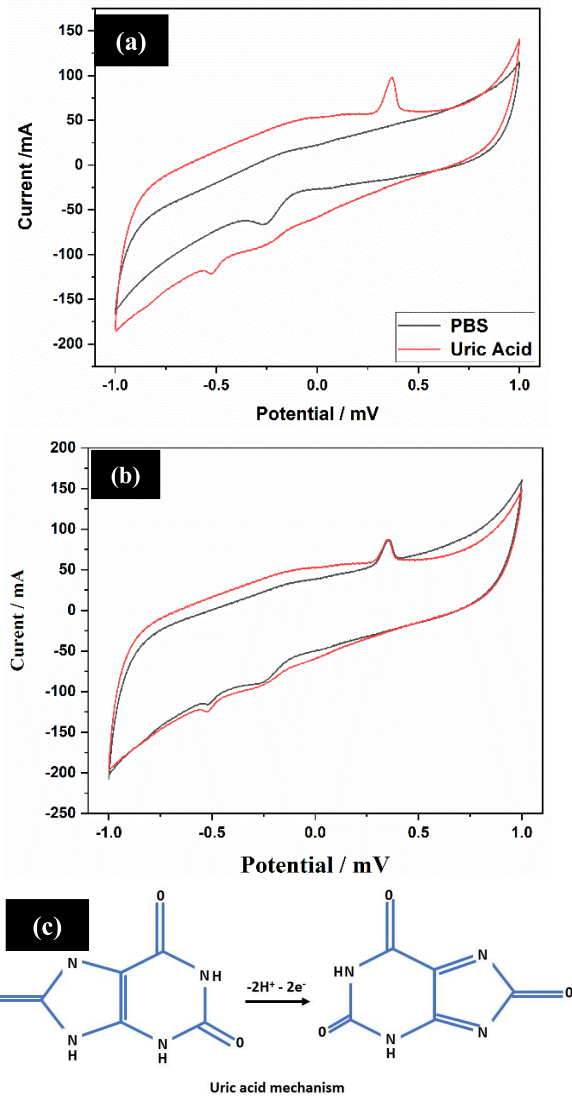 (a)
150
100
50
0
-50
-100
-150
-200
Current /mA
PBS
Uric Acid
-1.0 -0.5 0.0 0.5 1.0
Potential / mV
(b)
200
150
100
50
0
-50
-100
-150
-200
-250
Curent / mA
-1.0 -0.5 0.0 0.5 1.0
Potential / mV
(c)
O O
N NH -2H⁺ - 2e⁻ HN N
O O O
N N N N
H H H
Uric acid mechanism